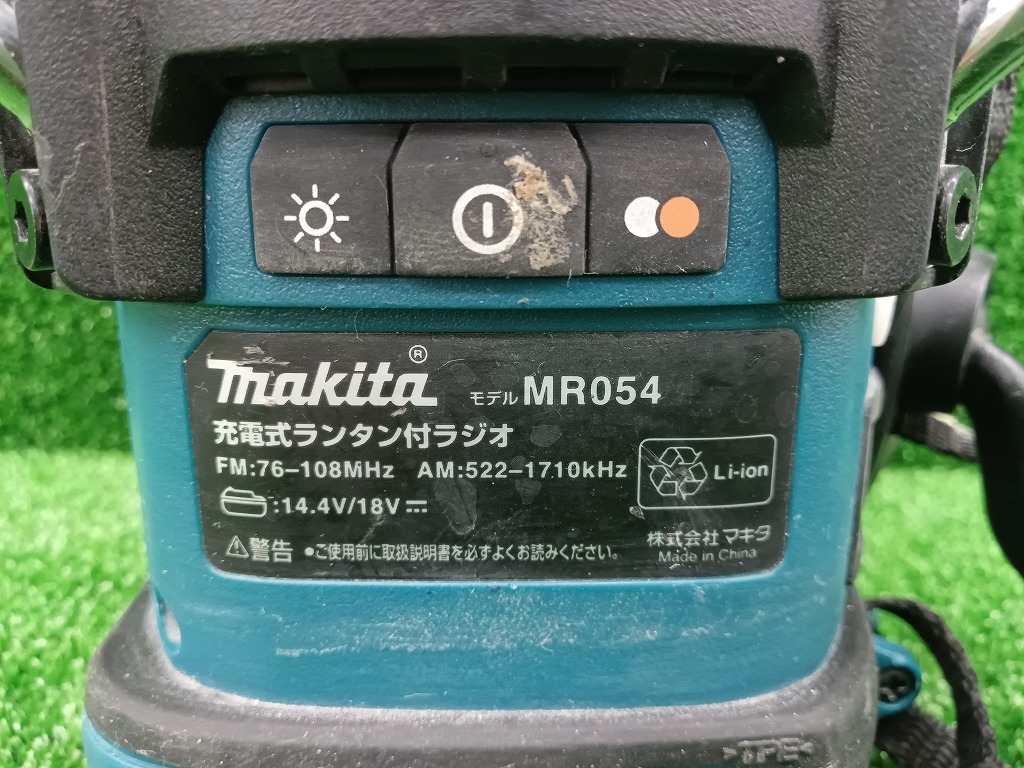 makita® モデル MR054
充電式ランタン付ラジオ
FM:76-108MHz AM:522-1710kHz
Li-ion
:14.4V/18V
警告 •ご使用前に取扱説明書を必ずよくお読みください。
株式会社マキタ
Made in China
>TPE<